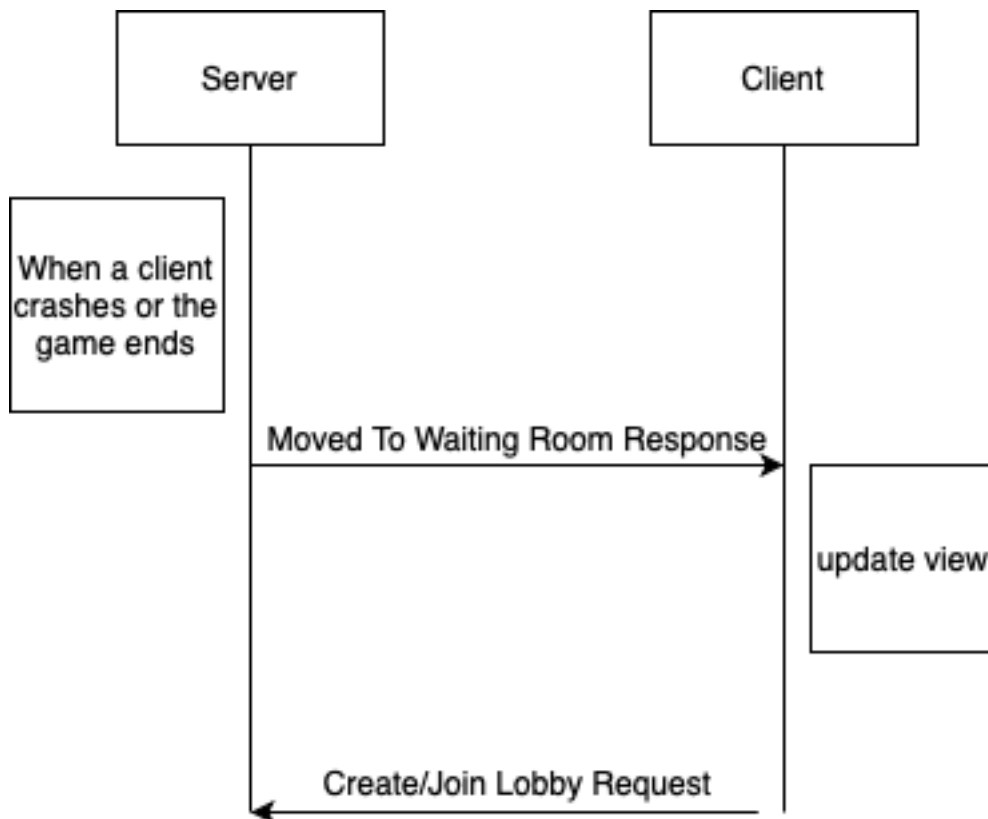 Server
Client
When a client
crashes or the
game ends
Moved To Waiting Room Response
update view
Create/Join Lobby Request